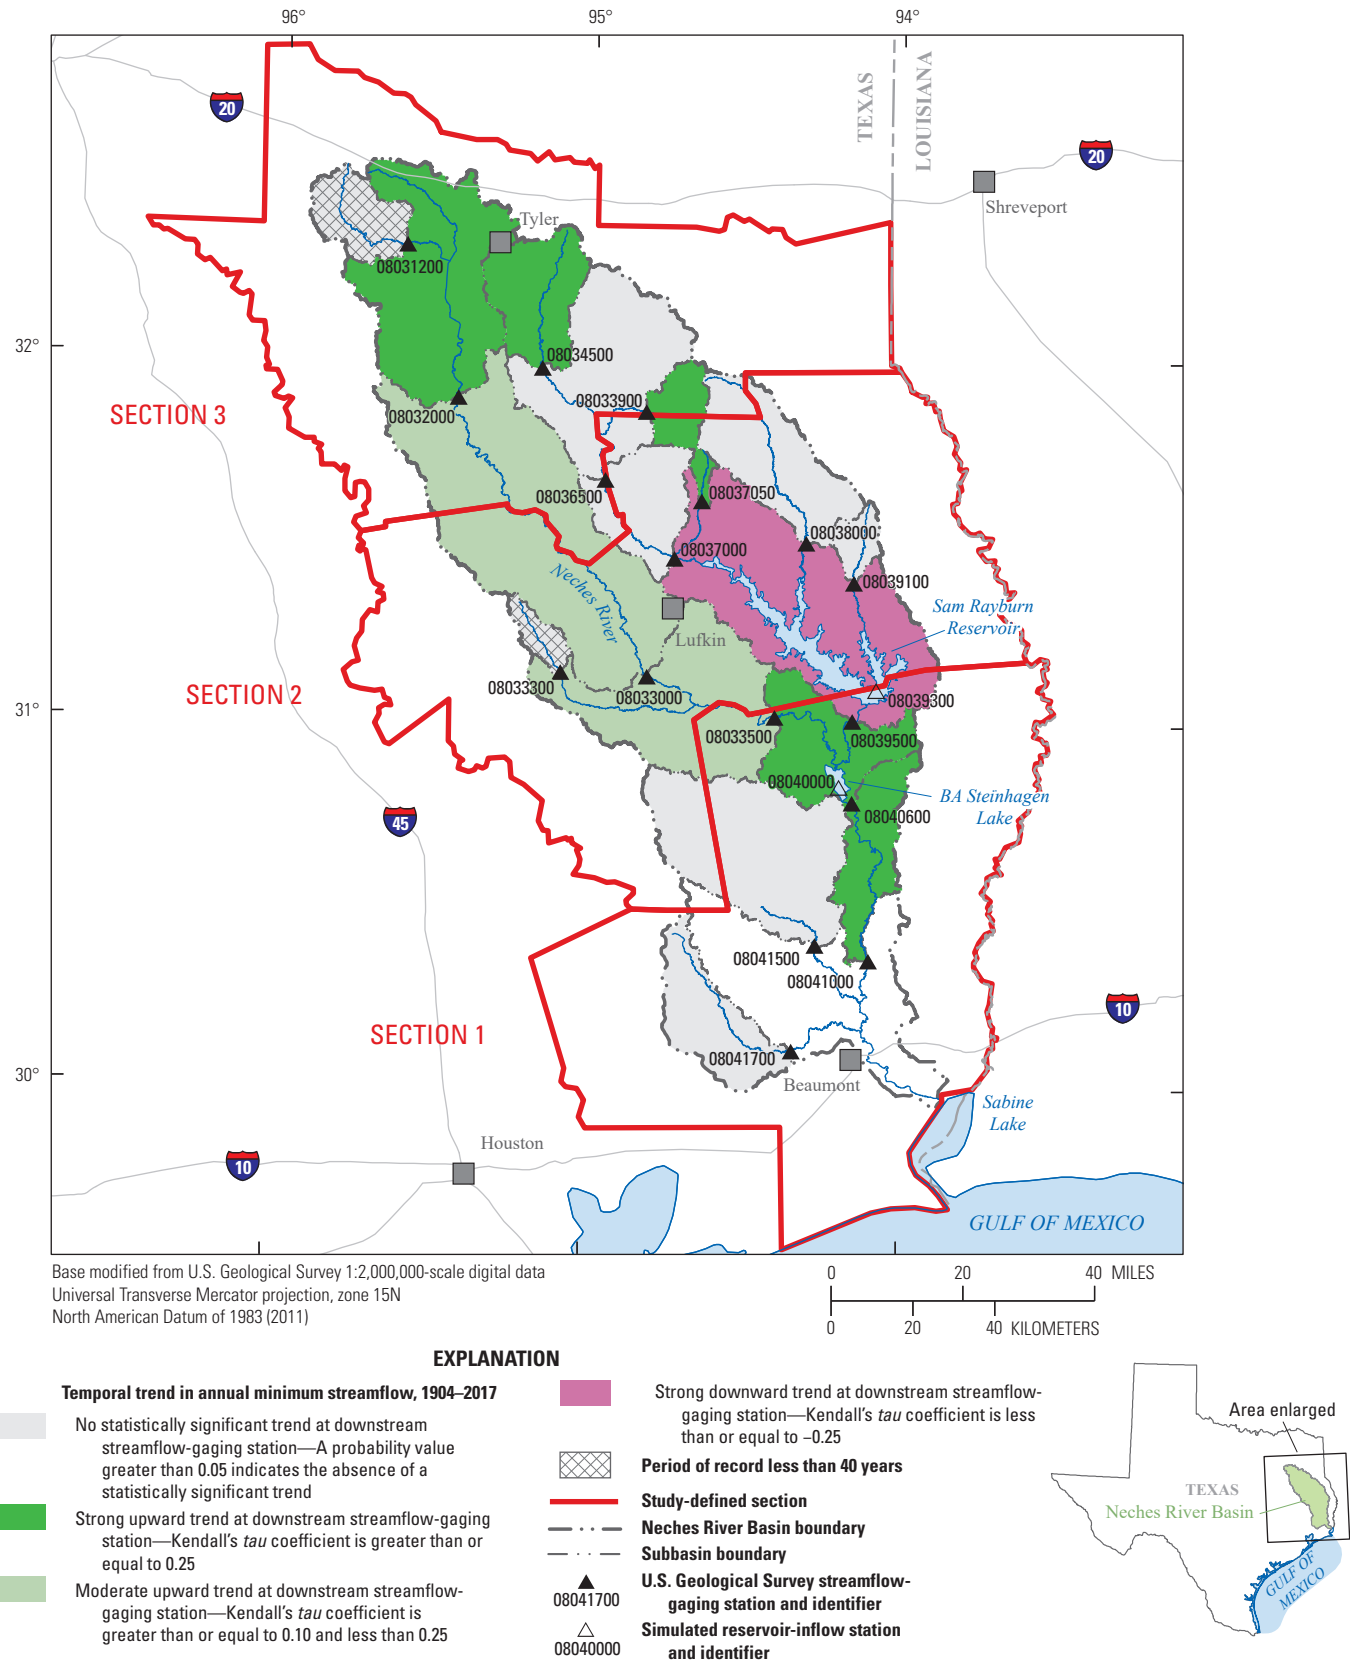 96°
95°
94°
TEXAS
LOUISIANA
20
20
Shreveport
Tyler
08031200
32°
08034500
08033900
08032000
SECTION 3
08036500
08037050
08038000
08037000
08039100
Neches River
Sam Rayburn
Reservoir
Lufkin
SECTION 2
08033300
08033000
08039300
31°
08033500
08039500
08040000
BA Steinhagen
Lake
08040600
45
08041500
08041000
10
SECTION 1
08041700
30°
Beaumont
Sabine
Lake
Houston
10
GULF OF MEXICO
Base modified from U.S. Geological Survey 1:2,000,000-scale digital data
Universal Transverse Mercator projection, zone 15N
North American Datum of 1983 (2011)
0 20 40 MILES
0 20 40 KILOMETERS
EXPLANATION
Temporal trend in annual minimum streamflow, 1904–2017
No statistically significant trend at downstream
streamflow-gaging station—A probability value
greater than 0.05 indicates the absence of a
statistically significant trend
Strong upward trend at downstream streamflow-gaging
station—Kendall's tau coefficient is greater than or
equal to 0.25
Moderate upward trend at downstream streamflow-
gaging station—Kendall's tau coefficient is
greater than or equal to 0.10 and less than 0.25
Strong downward trend at downstream streamflow-
gaging station—Kendall's tau coefficient is less
than or equal to −0.25
Period of record less than 40 years
Study-defined section
Neches River Basin boundary
Subbasin boundary
08041700
U.S. Geological Survey streamflow-
gaging station and identifier
08040000
Simulated reservoir-inflow station
and identifier
Area enlarged
TEXAS
Neches River Basin
GULF OF
MEXICO